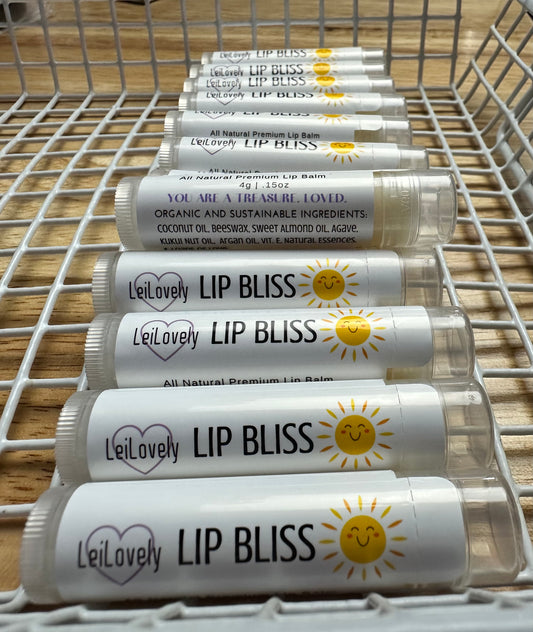 LeiLovely LIP BLISS
LeiLovely LIP BLISS
LeiLovely LIP BLISS
LeiLovely LIP BLISS
All Natural Premium Lip Balm
LeiLovely LIP BLISS
All Natural Premium Lip Balm
4g | .15oz
YOU ARE A TREASURE. LOVED.
ORGANIC AND SUSTAINABLE INGREDIENTS:
COCONUT OIL, BEESWAX, SWEET ALMOND OIL, AGAVE,
KUKUI NUT OIL, ARGAN OIL, VIT. E, NATURAL ESSENCES,
LeiLovely LIP BLISS
LeiLovely LIP BLISS
All Natural Premium Lip Balm
LeiLovely LIP BLISS
LeiLovely LIP BLISS